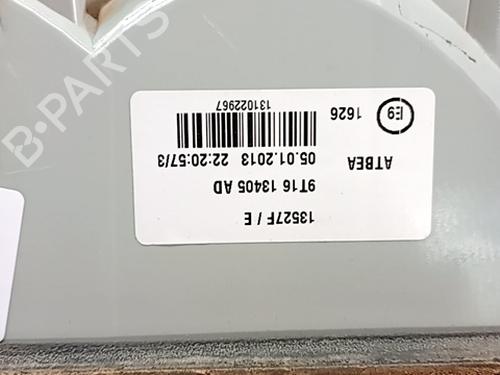 13527F / E
9T16 13405 AD
05.01.2013 22:20:57/3
ATBEA
131022967
1626
E9
B-PARTS